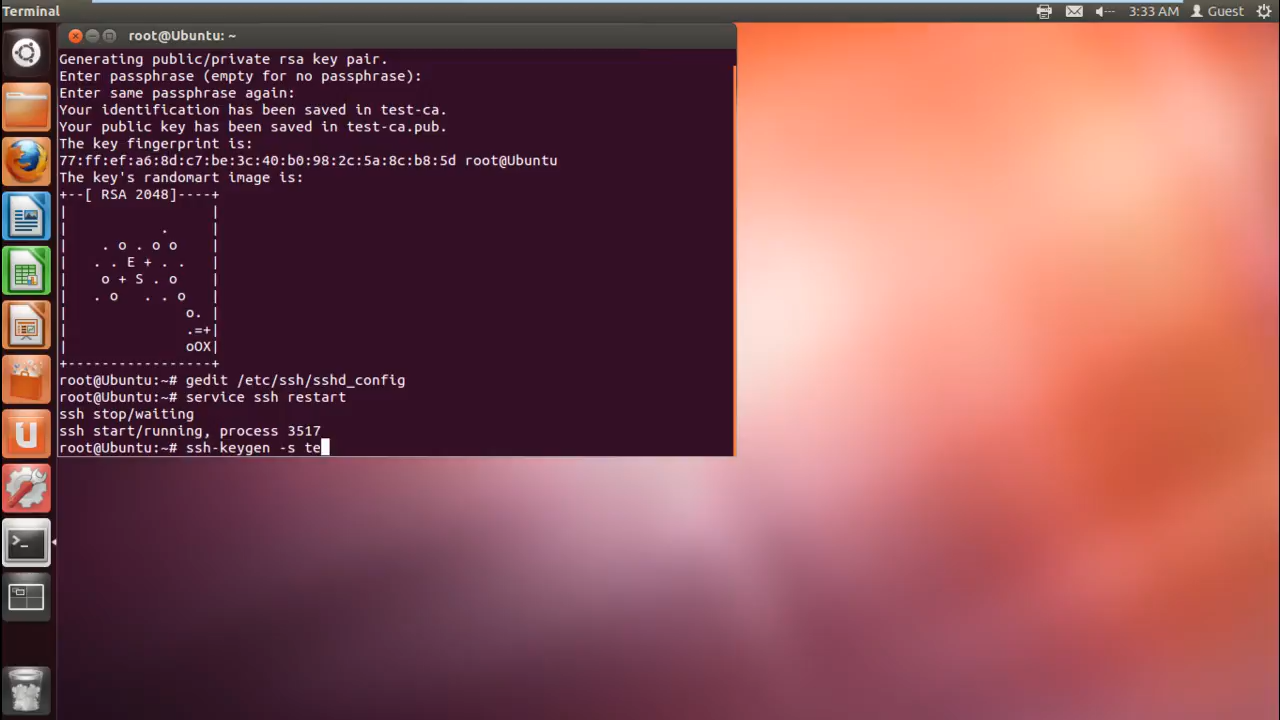 Terminal
3:33 AM Guest
root@Ubuntu: ~
Generating public/private rsa key pair.
Enter passphrase (empty for no passphrase):
Enter same passphrase again:
Your identification has been saved in test-ca.
Your public key has been saved in test-ca.pub.
The key fingerprint is:
77:ff:ef:a6:8d:c7:be:3c:40:b0:98:2c:5a:8c:b8:5d root@Ubuntu
The key's randomart image is:
+--[ RSA 2048]----+
|                 |
|           .     |
|    . o . o o    |
|   . . E + . .   |
|    o + S . o    |
|   . o   . . o   |
|              o. |
|              .=+|
|              oOX|
+-----------------+
root@Ubuntu:~# gedit /etc/ssh/sshd_config
root@Ubuntu:~# service ssh restart
ssh stop/waiting
ssh start/running, process 3517
root@Ubuntu:~# ssh-keygen -s te